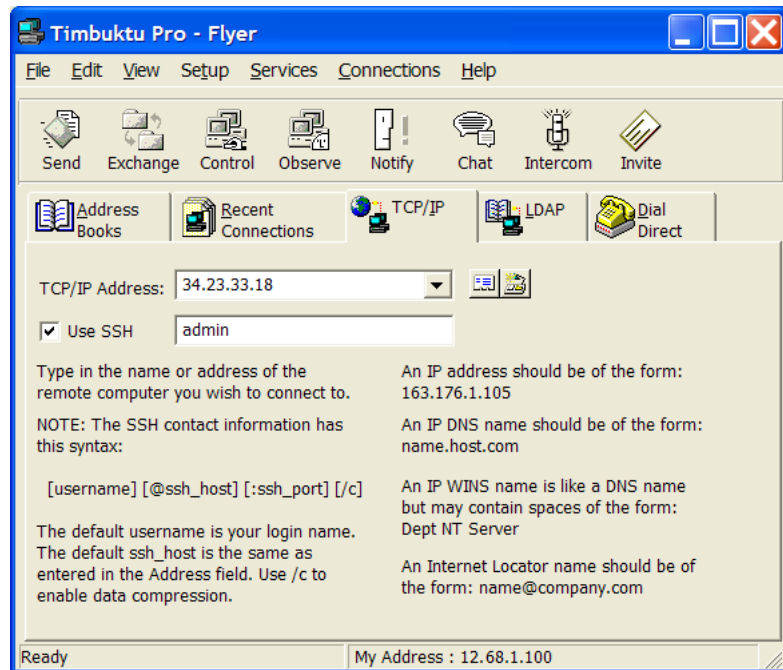 Timbuktu Pro - Flyer
File Edit View Setup Services Connections Help
Send Exchange Control Observe Notify Chat Intercom Invite
Address Books
Recent Connections
TCP/IP
LDAP
Dial Direct
TCP/IP Address: 34.23.33.18
Use SSH admin
Type in the name or address of the
remote computer you wish to connect to.
NOTE: The SSH contact information has
this syntax:
[username] [@ssh_host] [:ssh_port] [/c]
The default username is your login name.
The default ssh_host is the same as
entered in the Address field. Use /c to
enable data compression.
An IP address should be of the form:
163.176.1.105
An IP DNS name should be of the form:
name.host.com
An IP WINS name is like a DNS name
but may contain spaces of the form:
Dept NT Server
An Internet Locator name should be of
the form: name@company.com
Ready
My Address : 12.68.1.100